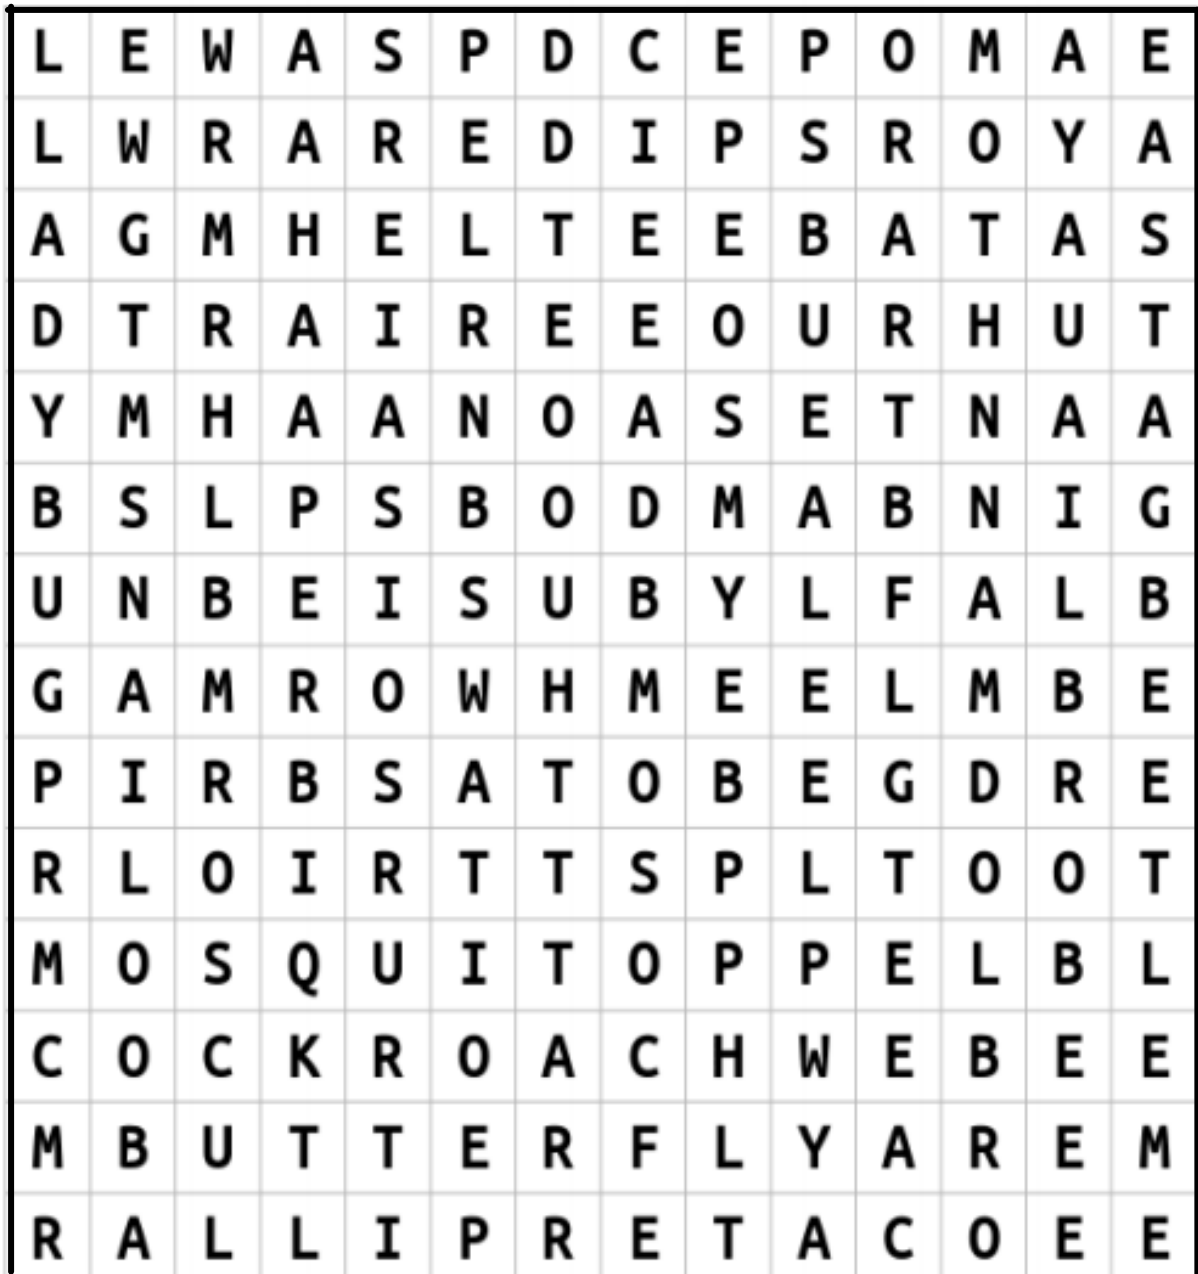 L E W A S P D C E P O M A E
L W R A R E D I P S R O Y A
A G M H E L T E E B A T A S
D T R A I R E E O U R H U T
Y M H A A N O A S E T N A A
B S L P S B O D M A B N I G
U N B E I S U B Y L F A L B
G A M R O W H M E E L M B E
P I R B S A T O B E G D R E
R L O I R T T S P L T O O T
M O S Q U I T O P P E L B L
C O C K R O A C H W E B E E
M B U T T E R F L Y A R E M
R A L L I P R E T A C O E E